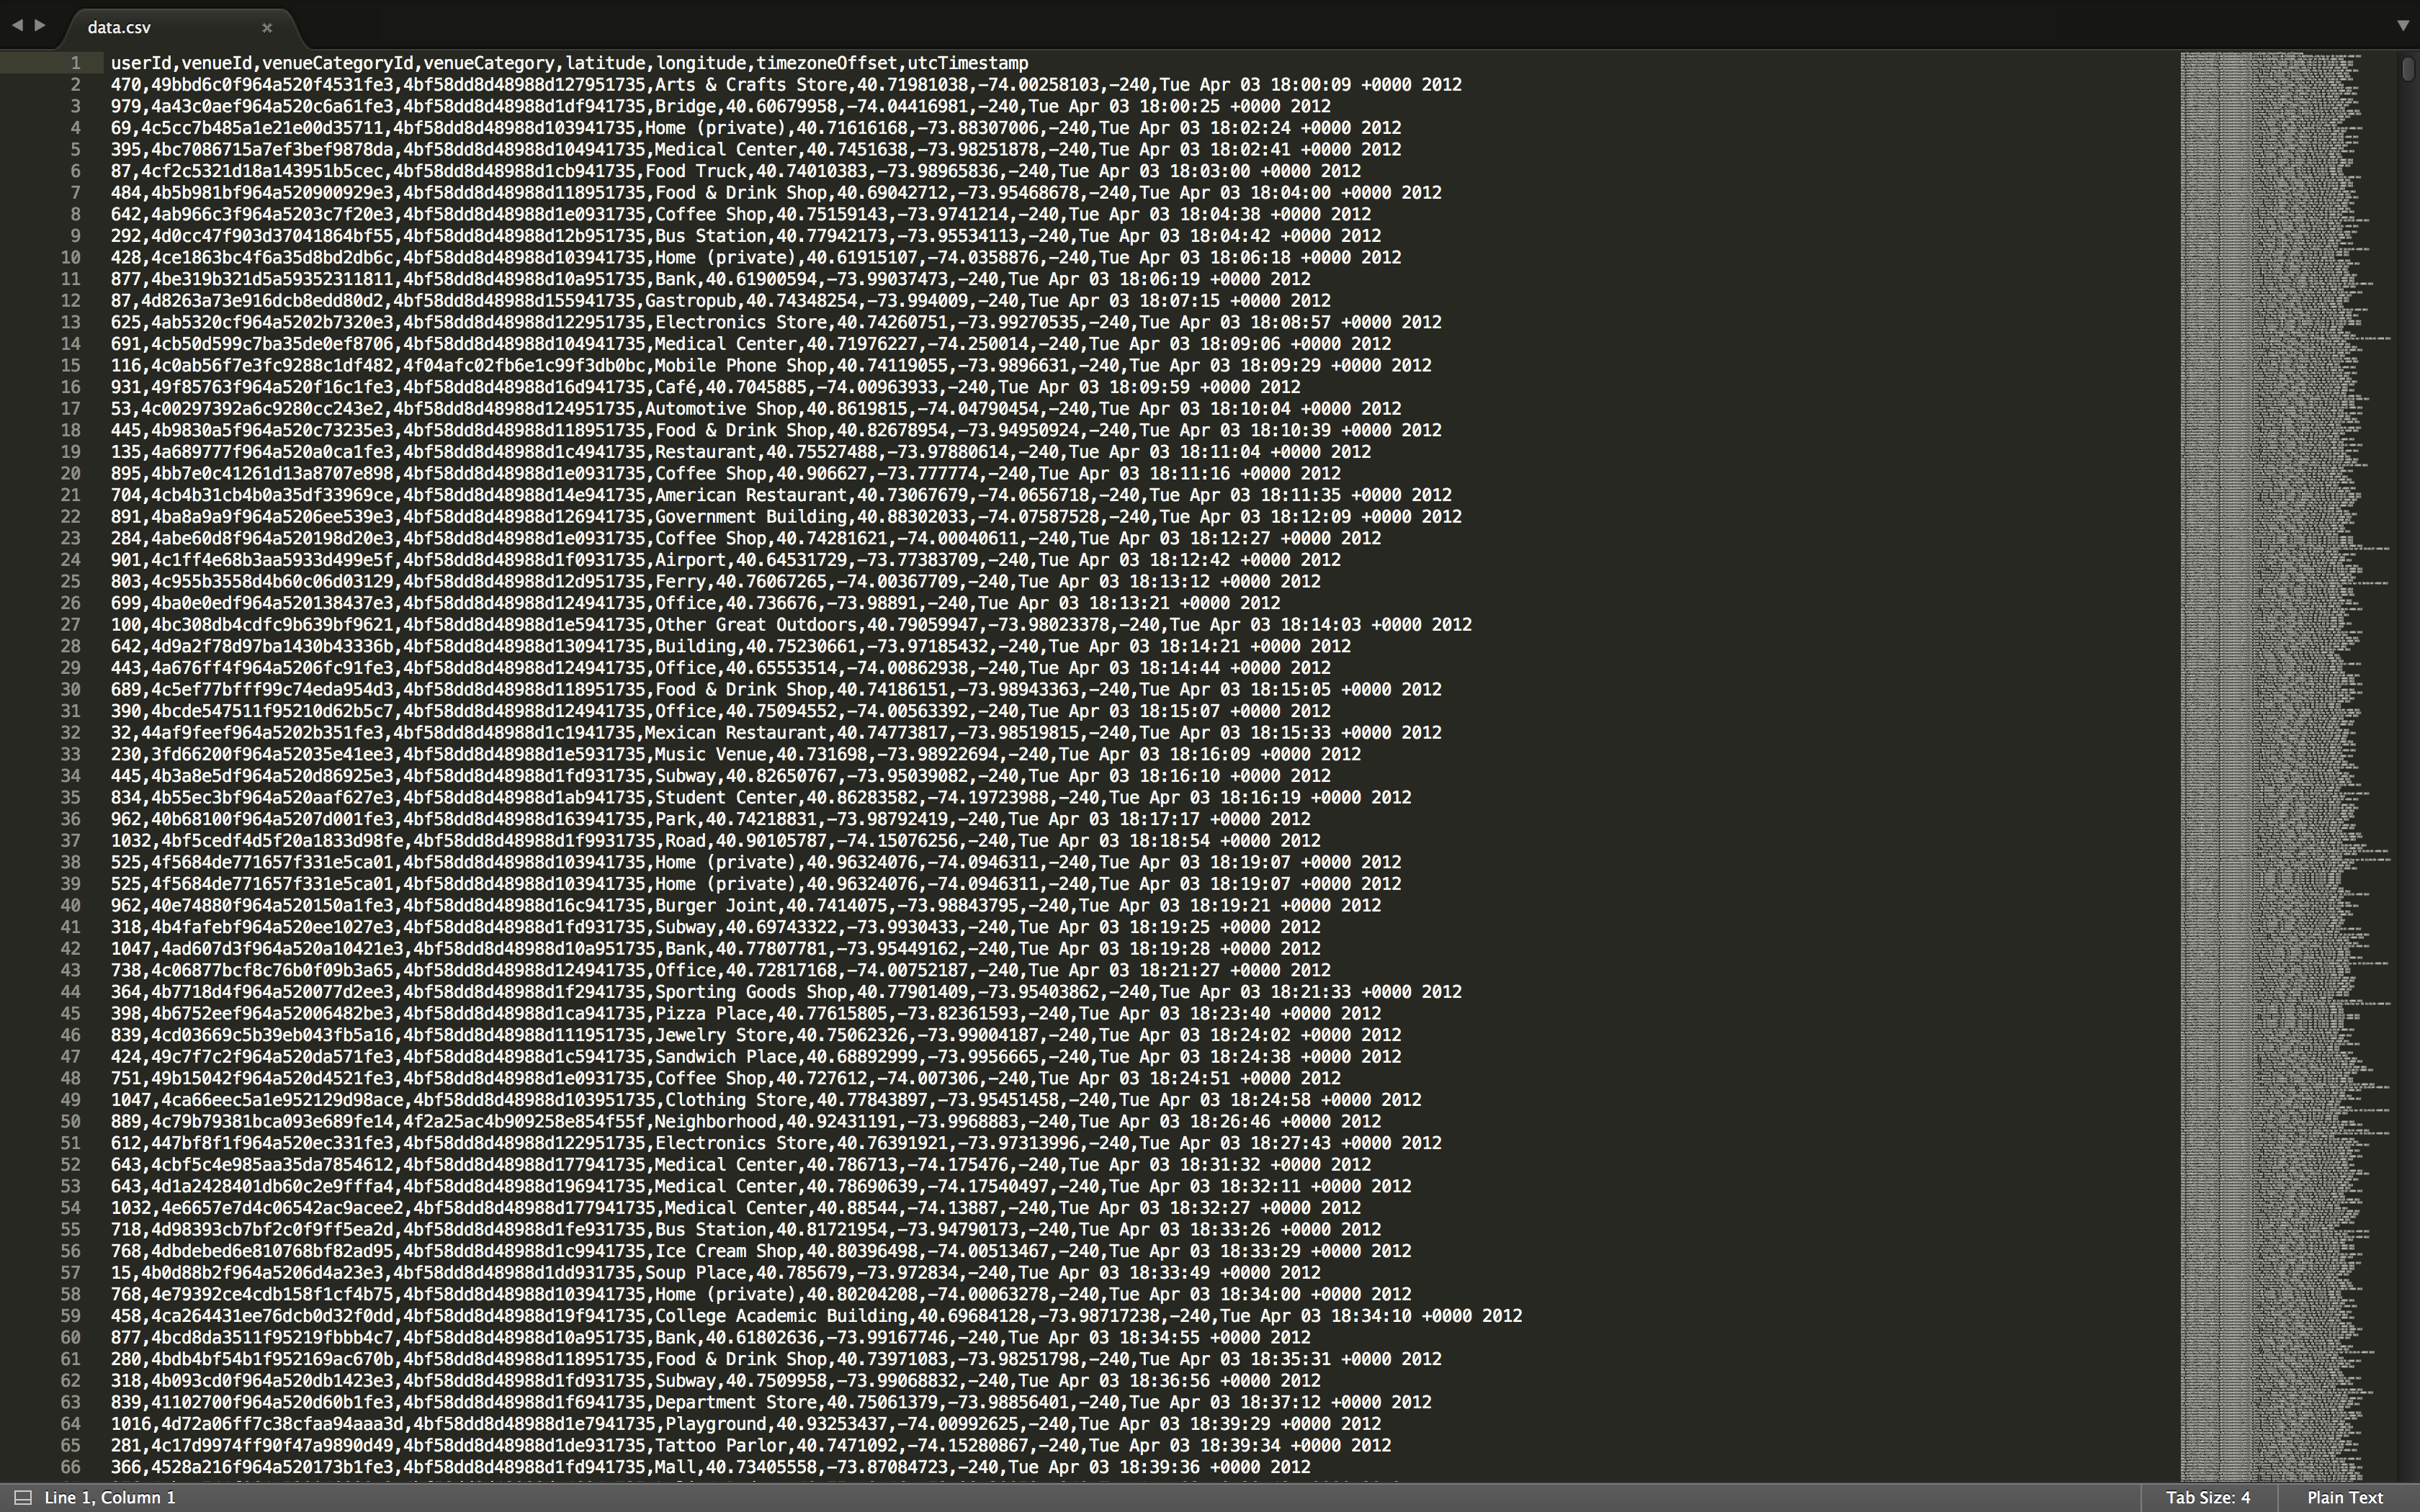 data.csv
1 userId,venueId,venueCategoryId,venueCategory,latitude,longitude,timezoneOffset,utcTimestamp
2 470,49bbd6c0f964a520f4531fe3,4bf58dd8d48988d127951735,Arts & Crafts Store,40.71981038,-74.00258103,-240,Tue Apr 03 18:00:09 +0000 2012
3 979,4a43c0aef964a520c6a61fe3,4bf58dd8d48988d1df941735,Bridge,40.60679958,-74.04416981,-240,Tue Apr 03 18:00:25 +0000 2012
4 69,4c5cc7b485a1e21e00d35711,4bf58dd8d48988d103941735,Home (private),40.71616168,-73.88307006,-240,Tue Apr 03 18:02:24 +0000 2012
5 395,4bc7086715a7ef3bef9878da,4bf58dd8d48988d104941735,Medical Center,40.7451638,-73.98251878,-240,Tue Apr 03 18:02:41 +0000 2012
6 87,4cf2c5321d18a143951b5cec,4bf58dd8d48988d1cb941735,Food Truck,40.74010383,-73.98965836,-240,Tue Apr 03 18:03:00 +0000 2012
7 484,4b5b981bf964a520900929e3,4bf58dd8d48988d118951735,Food & Drink Shop,40.69042712,-73.95468678,-240,Tue Apr 03 18:04:00 +0000 2012
8 642,4ab966c3f964a5203c7f20e3,4bf58dd8d48988d1e0931735,Coffee Shop,40.75159143,-73.9741214,-240,Tue Apr 03 18:04:38 +0000 2012
9 292,4d0cc47f903d37041864bf55,4bf58dd8d48988d12b951735,Bus Station,40.77942173,-73.95534113,-240,Tue Apr 03 18:04:42 +0000 2012
10 428,4ce1863bc4f6a35d8bd2db6c,4bf58dd8d48988d103941735,Home (private),40.61915107,-74.0358876,-240,Tue Apr 03 18:06:18 +0000 2012
11 877,4be319b321d5a59352311811,4bf58dd8d48988d10a951735,Bank,40.61900594,-73.99037473,-240,Tue Apr 03 18:06:19 +0000 2012
12 87,4d8263a73e916dcb8edd80d2,4bf58dd8d48988d155941735,Gastropub,40.74348254,-73.994009,-240,Tue Apr 03 18:07:15 +0000 2012
13 625,4ab5320cf964a5202b7320e3,4bf58dd8d48988d122951735,Electronics Store,40.74260751,-73.99270535,-240,Tue Apr 03 18:08:57 +0000 2012
14 691,4cb50d599c7ba35de0ef8706,4bf58dd8d48988d104941735,Medical Center,40.71976227,-74.250014,-240,Tue Apr 03 18:09:06 +0000 2012
15 116,4c0ab56f7e3fc9288c1df482,4f04afc02fb6e1c99f3db0bc,Mobile Phone Shop,40.74119055,-73.9896631,-240,Tue Apr 03 18:09:29 +0000 2012
16 931,49f85763f964a520f16c1fe3,4bf58dd8d48988d16d941735,Café,40.7045885,-74.00963933,-240,Tue Apr 03 18:09:59 +0000 2012
17 53,4c00297392a6c9280cc243e2,4bf58dd8d48988d124951735,Automotive Shop,40.8619815,-74.04790454,-240,Tue Apr 03 18:10:04 +0000 2012
18 445,4b9830a5f964a520c73235e3,4bf58dd8d48988d118951735,Food & Drink Shop,40.82678954,-73.94950924,-240,Tue Apr 03 18:10:39 +0000 2012
19 135,4a689777f964a520a0ca1fe3,4bf58dd8d48988d1c4941735,Restaurant,40.75527488,-73.97880614,-240,Tue Apr 03 18:11:04 +0000 2012
20 895,4bb7e0c41261d13a8707e898,4bf58dd8d48988d1e0931735,Coffee Shop,40.906627,-73.777774,-240,Tue Apr 03 18:11:16 +0000 2012
21 704,4cb4b31cb4b0a35df33969ce,4bf58dd8d48988d14e941735,American Restaurant,40.73067679,-74.0656718,-240,Tue Apr 03 18:11:35 +0000 2012
22 891,4ba8a9a9f964a5206ee539e3,4bf58dd8d48988d126941735,Government Building,40.88302033,-74.07587528,-240,Tue Apr 03 18:12:09 +0000 2012
23 284,4abe60d8f964a520198d20e3,4bf58dd8d48988d1e0931735,Coffee Shop,40.74281621,-74.00040611,-240,Tue Apr 03 18:12:27 +0000 2012
24 901,4c1ff4e68b3aa5933d499e5f,4bf58dd8d48988d1f0931735,Airport,40.64531729,-73.77383709,-240,Tue Apr 03 18:12:42 +0000 2012
25 803,4c955b3558d4b60c06d03129,4bf58dd8d48988d12d951735,Ferry,40.76067265,-74.00367709,-240,Tue Apr 03 18:13:12 +0000 2012
26 699,4ba0e0edf964a520138437e3,4bf58dd8d48988d124941735,Office,40.736676,-73.98891,-240,Tue Apr 03 18:13:21 +0000 2012
27 100,4bc308db4cdfc9b639bf9621,4bf58dd8d48988d1e5941735,Other Great Outdoors,40.79059947,-73.98023378,-240,Tue Apr 03 18:14:03 +0000 2012
28 642,4d9a2f78d97ba1430b43336b,4bf58dd8d48988d130941735,Building,40.75230661,-73.97185432,-240,Tue Apr 03 18:14:21 +0000 2012
29 443,4a676ff4f964a5206fc91fe3,4bf58dd8d48988d124941735,Office,40.65553514,-74.00862938,-240,Tue Apr 03 18:14:44 +0000 2012
30 689,4c5ef77bfff99c74eda954d3,4bf58dd8d48988d118951735,Food & Drink Shop,40.74186151,-73.98943363,-240,Tue Apr 03 18:15:05 +0000 2012
31 390,4bcde547511f95210d62b5c7,4bf58dd8d48988d124941735,Office,40.75094552,-74.00563392,-240,Tue Apr 03 18:15:07 +0000 2012
32 32,44af9feef964a5202b351fe3,4bf58dd8d48988d1c1941735,Mexican Restaurant,40.74773817,-73.98519815,-240,Tue Apr 03 18:15:33 +0000 2012
33 230,3fd66200f964a52035e41ee3,4bf58dd8d48988d1e5931735,Music Venue,40.731698,-73.98922694,-240,Tue Apr 03 18:16:09 +0000 2012
34 445,4b3a8e5df964a520d86925e3,4bf58dd8d48988d1fd931735,Subway,40.82650767,-73.95039082,-240,Tue Apr 03 18:16:10 +0000 2012
35 834,4b55ec3bf964a520aaf627e3,4bf58dd8d48988d1ab941735,Student Center,40.86283582,-74.19723988,-240,Tue Apr 03 18:16:19 +0000 2012
36 962,40b68100f964a5207d001fe3,4bf58dd8d48988d163941735,Park,40.74218831,-73.98792419,-240,Tue Apr 03 18:17:17 +0000 2012
37 1032,4bf5cedf4d5f20a1833d98fe,4bf58dd8d48988d1f9931735,Road,40.90105787,-74.15076256,-240,Tue Apr 03 18:18:54 +0000 2012
38 525,4f5684de771657f331e5ca01,4bf58dd8d48988d103941735,Home (private),40.96324076,-74.0946311,-240,Tue Apr 03 18:19:07 +0000 2012
39 525,4f5684de771657f331e5ca01,4bf58dd8d48988d103941735,Home (private),40.96324076,-74.0946311,-240,Tue Apr 03 18:19:07 +0000 2012
40 962,40e74880f964a520150a1fe3,4bf58dd8d48988d16c941735,Burger Joint,40.7414075,-73.98843795,-240,Tue Apr 03 18:19:21 +0000 2012
41 318,4b4fafebf964a520ee1027e3,4bf58dd8d48988d1fd931735,Subway,40.69743322,-73.9930433,-240,Tue Apr 03 18:19:25 +0000 2012
42 1047,4ad607d3f964a520a10421e3,4bf58dd8d48988d10a951735,Bank,40.77807781,-73.95449162,-240,Tue Apr 03 18:19:28 +0000 2012
43 738,4c06877bcf8c76b0f09b3a65,4bf58dd8d48988d124941735,Office,40.72817168,-74.00752187,-240,Tue Apr 03 18:21:27 +0000 2012
44 364,4b7718d4f964a520077d2ee3,4bf58dd8d48988d1f2941735,Sporting Goods Shop,40.77901409,-73.95403862,-240,Tue Apr 03 18:21:33 +0000 2012
45 398,4b6752eef964a52006482be3,4bf58dd8d48988d1ca941735,Pizza Place,40.77615805,-73.82361593,-240,Tue Apr 03 18:23:40 +0000 2012
46 839,4cd03669c5b39eb043fb5a16,4bf58dd8d48988d111951735,Jewelry Store,40.75062326,-73.99004187,-240,Tue Apr 03 18:24:02 +0000 2012
47 424,49c7f7c2f964a520da571fe3,4bf58dd8d48988d1c5941735,Sandwich Place,40.68892999,-73.9956665,-240,Tue Apr 03 18:24:38 +0000 2012
48 751,49b15042f964a520d4521fe3,4bf58dd8d48988d1e0931735,Coffee Shop,40.727612,-74.007306,-240,Tue Apr 03 18:24:51 +0000 2012
49 1047,4ca66eec5a1e952129d98ace,4bf58dd8d48988d103951735,Clothing Store,40.77843897,-73.95451458,-240,Tue Apr 03 18:24:58 +0000 2012
50 889,4c79b79381bca093e689fe14,4f2a25ac4b909258e854f55f,Neighborhood,40.92431191,-73.9968883,-240,Tue Apr 03 18:26:46 +0000 2012
51 612,447bf8f1f964a520ec331fe3,4bf58dd8d48988d122951735,Electronics Store,40.76391921,-73.97313996,-240,Tue Apr 03 18:27:43 +0000 2012
52 643,4cbf5c4e985aa35da7854612,4bf58dd8d48988d177941735,Medical Center,40.786713,-74.175476,-240,Tue Apr 03 18:31:32 +0000 2012
53 643,4d1a2428401db60c2e9fffa4,4bf58dd8d48988d196941735,Medical Center,40.78690639,-74.17540497,-240,Tue Apr 03 18:32:11 +0000 2012
54 1032,4e6657e7d4c06542ac9acee2,4bf58dd8d48988d177941735,Medical Center,40.88544,-74.13887,-240,Tue Apr 03 18:32:27 +0000 2012
55 718,4d98393cb7bf2c0f9ff5ea2d,4bf58dd8d48988d1fe931735,Bus Station,40.81721954,-73.94790173,-240,Tue Apr 03 18:33:26 +0000 2012
56 768,4dbdebed6e810768bf82ad95,4bf58dd8d48988d1c9941735,Ice Cream Shop,40.80396498,-74.00513467,-240,Tue Apr 03 18:33:29 +0000 2012
57 15,4b0d88b2f964a5206d4a23e3,4bf58dd8d48988d1dd931735,Soup Place,40.785679,-73.972834,-240,Tue Apr 03 18:33:49 +0000 2012
58 768,4e79392ce4cdb158f1cf4b75,4bf58dd8d48988d103941735,Home (private),40.80204208,-74.00063278,-240,Tue Apr 03 18:34:00 +0000 2012
59 458,4ca264431ee76dcb0d32f0dd,4bf58dd8d48988d19f941735,College Academic Building,40.69684128,-73.98717238,-240,Tue Apr 03 18:34:10 +0000 2012
60 877,4bcd8da3511f95219fbbb4c7,4bf58dd8d48988d10a951735,Bank,40.61802636,-73.99167746,-240,Tue Apr 03 18:34:55 +0000 2012
61 280,4bdb4bf54b1f952169ac670b,4bf58dd8d48988d118951735,Food & Drink Shop,40.73971083,-73.98251798,-240,Tue Apr 03 18:35:31 +0000 2012
62 318,4b093cd0f964a520db1423e3,4bf58dd8d48988d1fd931735,Subway,40.7509958,-73.99068832,-240,Tue Apr 03 18:36:56 +0000 2012
63 839,41102700f964a520d60b1fe3,4bf58dd8d48988d1f6941735,Department Store,40.75061379,-73.98856401,-240,Tue Apr 03 18:37:12 +0000 2012
64 1016,4d72a06ff7c38cfaa94aaa3d,4bf58dd8d48988d1e7941735,Playground,40.93253437,-74.00992625,-240,Tue Apr 03 18:39:29 +0000 2012
65 281,4c17d9974ff90f47a9890d49,4bf58dd8d48988d1de931735,Tattoo Parlor,40.7471092,-74.15280867,-240,Tue Apr 03 18:39:34 +0000 2012
66 366,4528a216f964a520173b1fe3,4bf58dd8d48988d1fd941735,Mall,40.73405558,-73.87084723,-240,Tue Apr 03 18:39:36 +0000 2012
Line 1, Column 1 Tab Size: 4 Plain Text